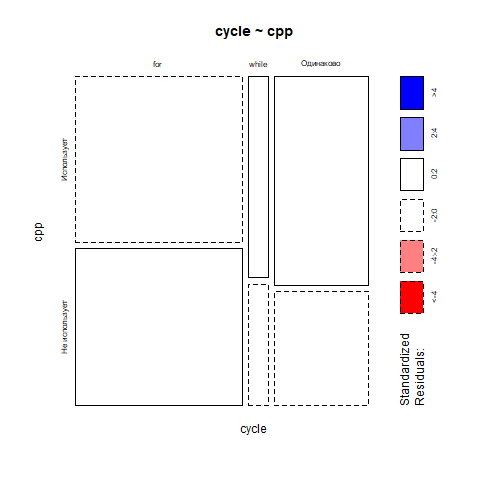 cycle ~ cpp
for
while
Одинаково
Использует
Не использует
cpp
cycle
>4
2:4
0:2
-2:0
-4:-2
<-4
Standardized
Residuals: